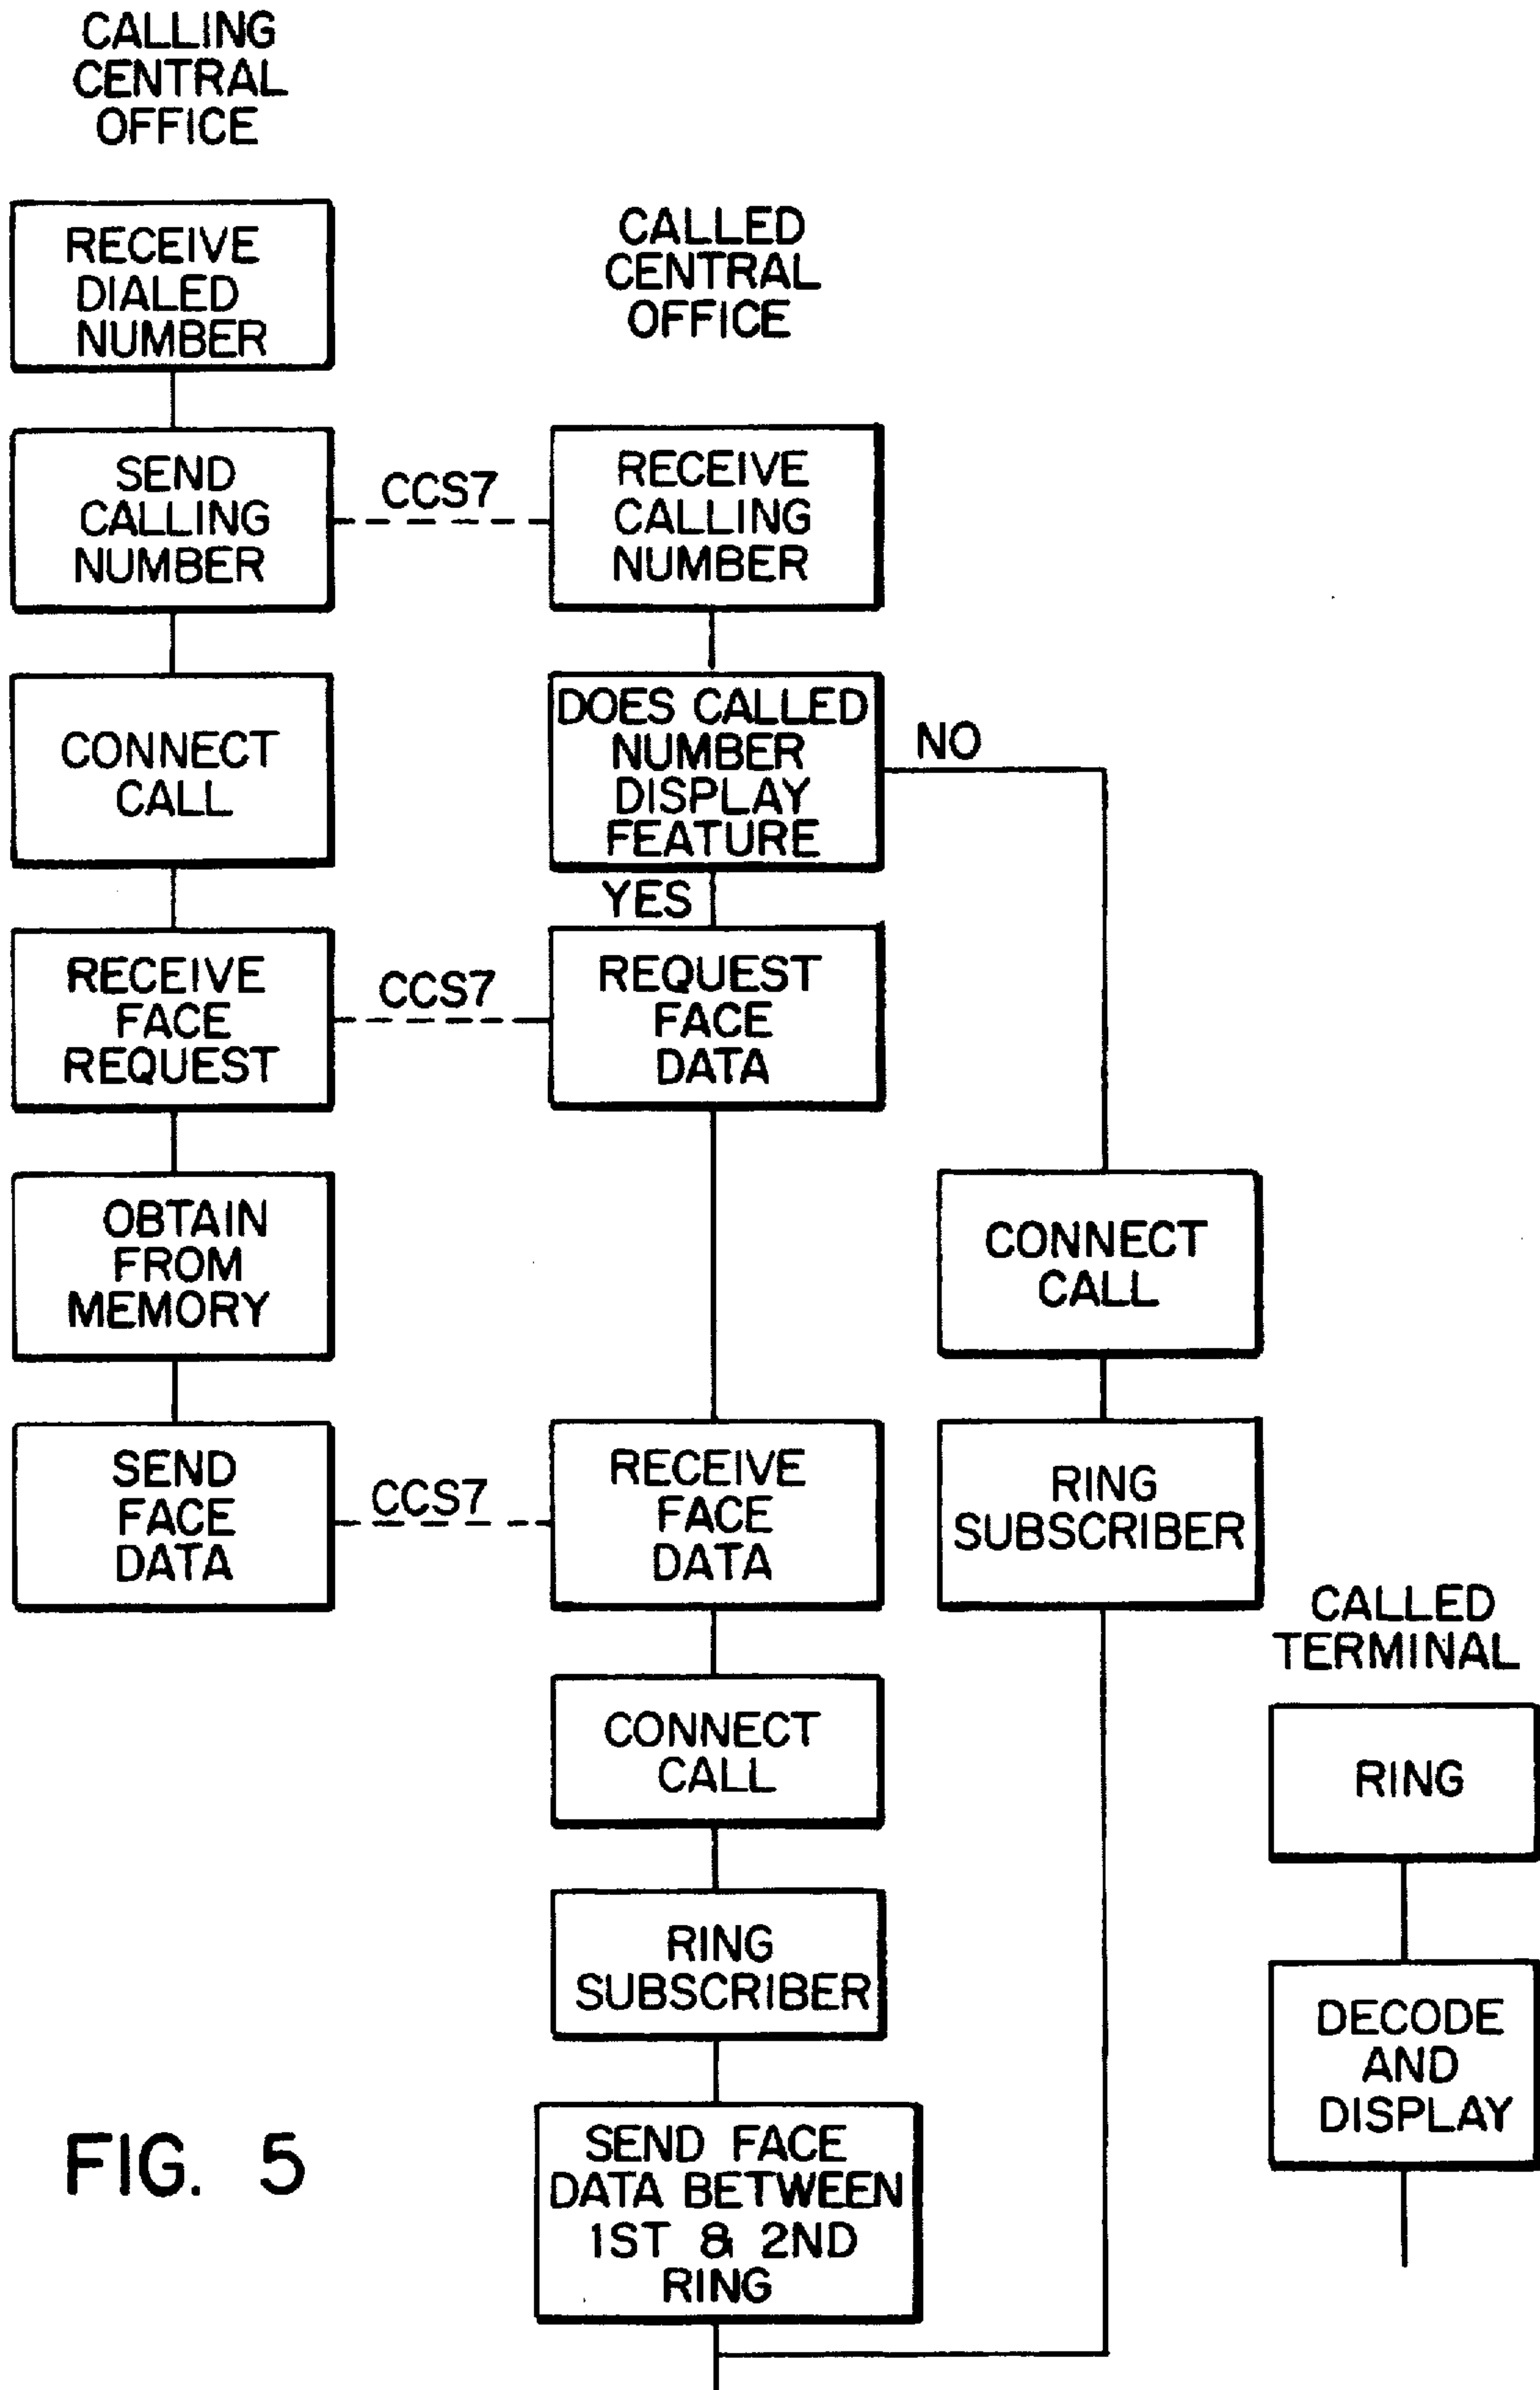 CALLING
CENTRAL
OFFICE
RECEIVE
DIALED
NUMBER
SEND
CALLING
NUMBER
CONNECT
CALL
RECEIVE
FACE
REQUEST
OBTAIN
FROM
MEMORY
SEND
FACE
DATA
CCS7
CCS7
CCS7
CALLED
CENTRAL
OFFICE
RECEIVE
CALLING
NUMBER
DOES CALLED
NUMBER
DISPLAY
FEATURE
NO
YES
REQUEST
FACE
DATA
RECEIVE
FACE
DATA
CONNECT
CALL
RING
SUBSCRIBER
SEND FACE
DATA BETWEEN
1ST & 2ND
RING
CONNECT
CALL
RING
SUBSCRIBER
CALLED
TERMINAL
RING
DECODE
AND
DISPLAY
FIG. 5